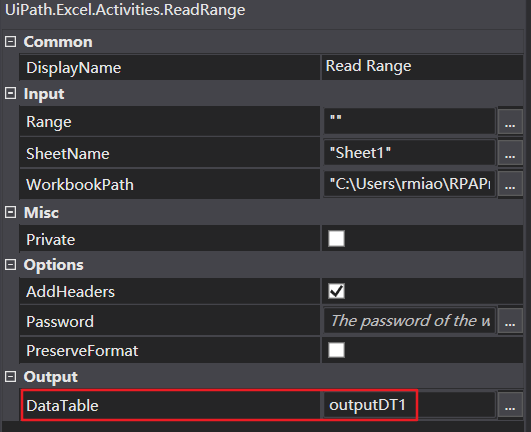 UiPath.Excel.Activities.ReadRange
Common
DisplayName Read Range
Input
Range "" ...
SheetName "Sheet1" ...
WorkbookPath "C:\Users\rmiao\RPAPr ...
Misc
Private
Options
AddHeaders
Password The password of the w ...
PreserveFormat
Output
DataTable outputDT1 ...